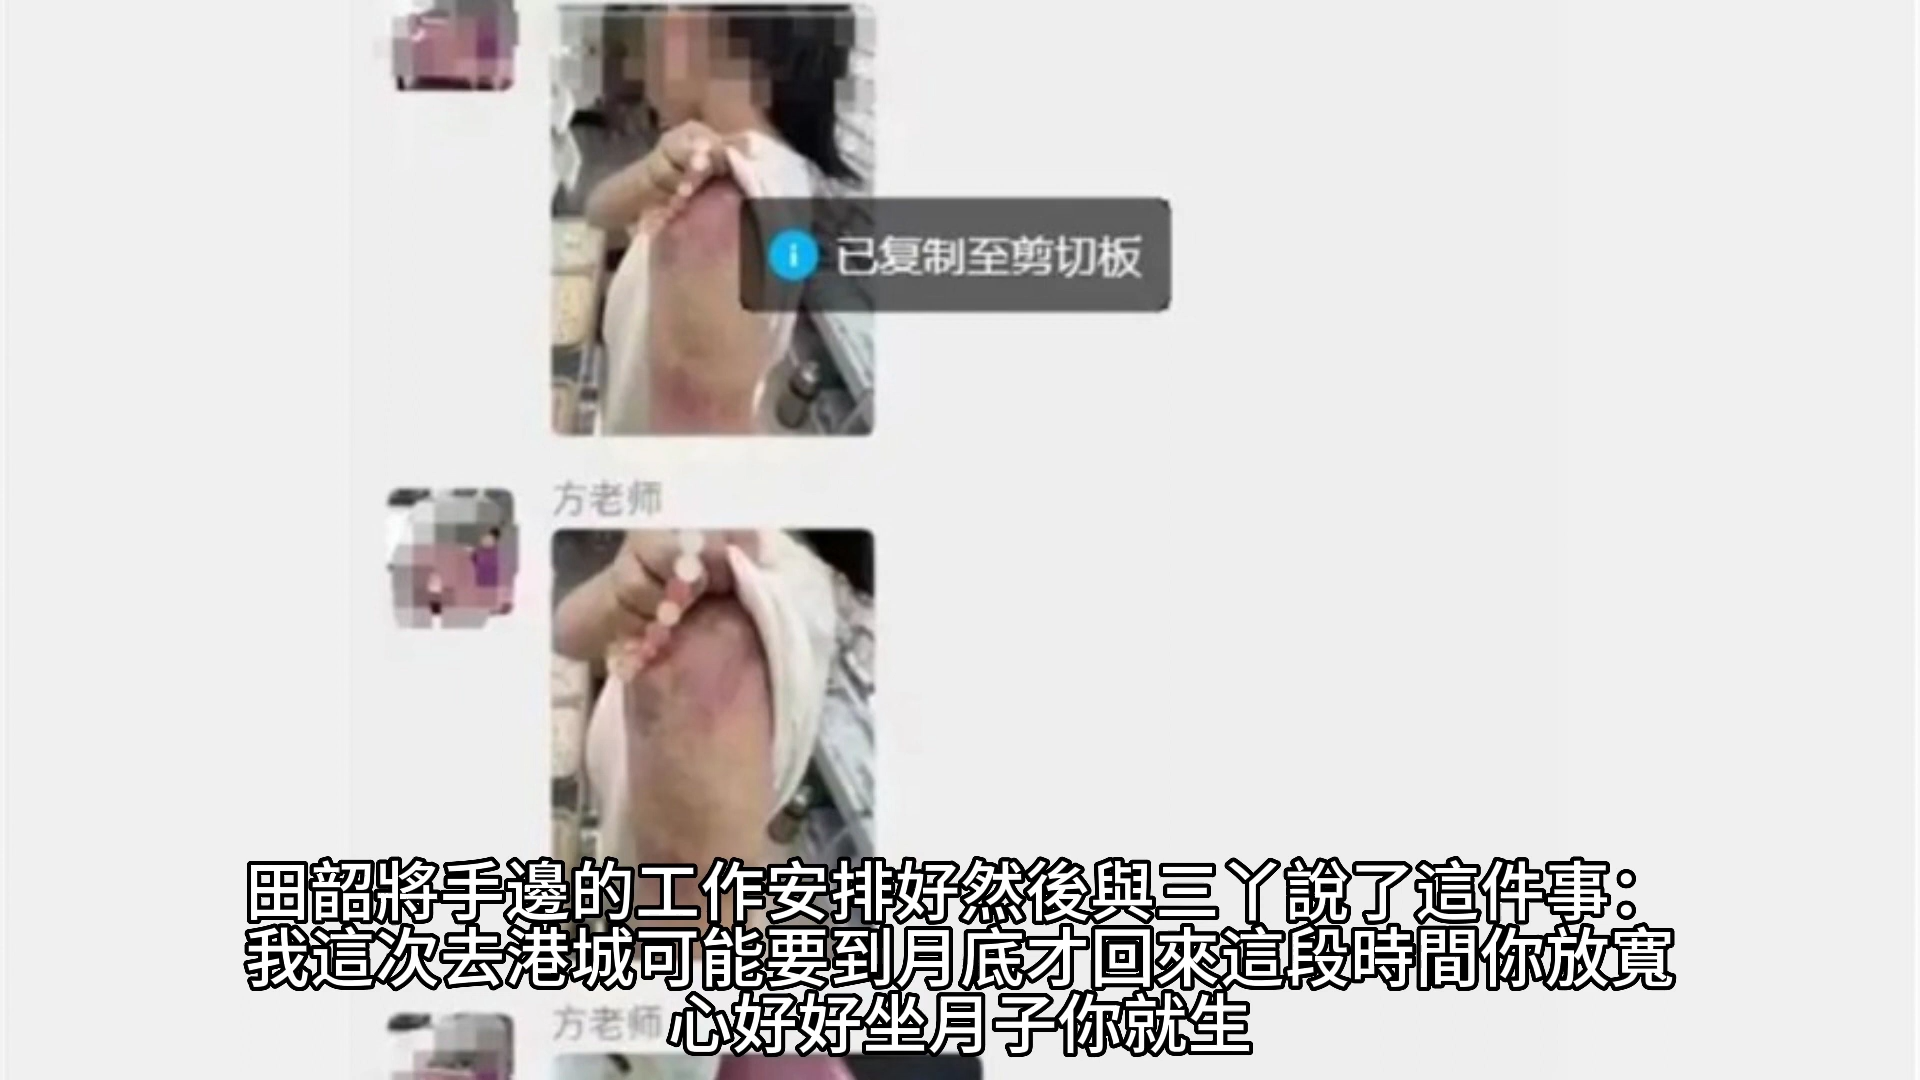 已复制至剪切板
方老师
方老师
田韶將手邊的工作安排好然後與三丫說了這件事：
我這次去港城可能要到月底才回來這段時間你放寬
心好好坐月子你就生